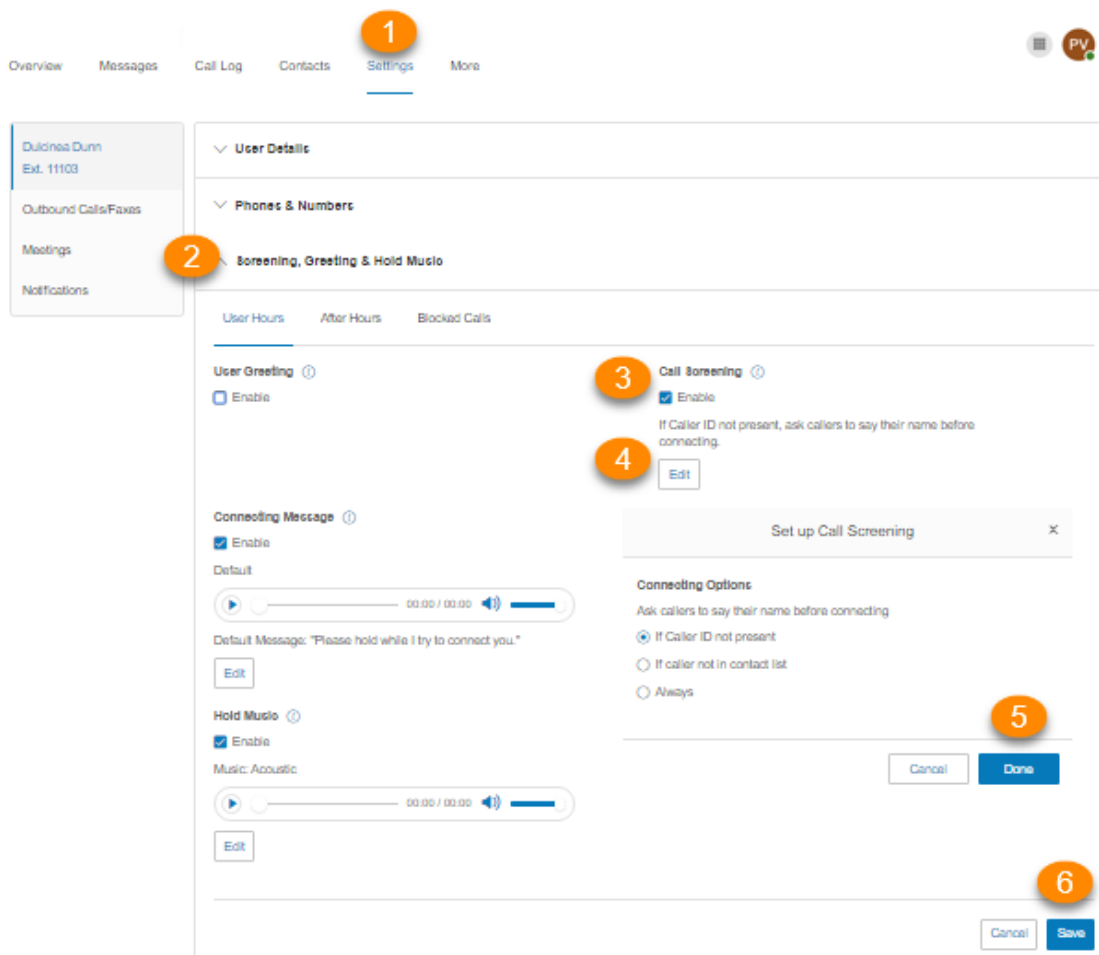 1
Overview Messages Call Log Contacts Settings More
PV
Dulcinea Dunn
Ext. 11103
Outbound Calls/Faxes
Meetings
Notifications
User Details
Phones & Numbers
2
Screening, Greeting & Hold Music
User Hours After Hours Blocked Calls
User Greeting
Enable
3
Call Screening
Enable
If Caller ID not present, ask callers to say their name before
connecting.
4
Edit
Connecting Message
Enable
Default
00:00 / 00:00
Default Message: "Please hold while I try to connect you."
Edit
Hold Music
Enable
Music: Acoustic
00:00 / 00:00
Edit
Set up Call Screening
Connecting Options
Ask callers to say their name before connecting
If Caller ID not present
If caller not in contact list
Always
5
Cancel Done
6
Cancel Save